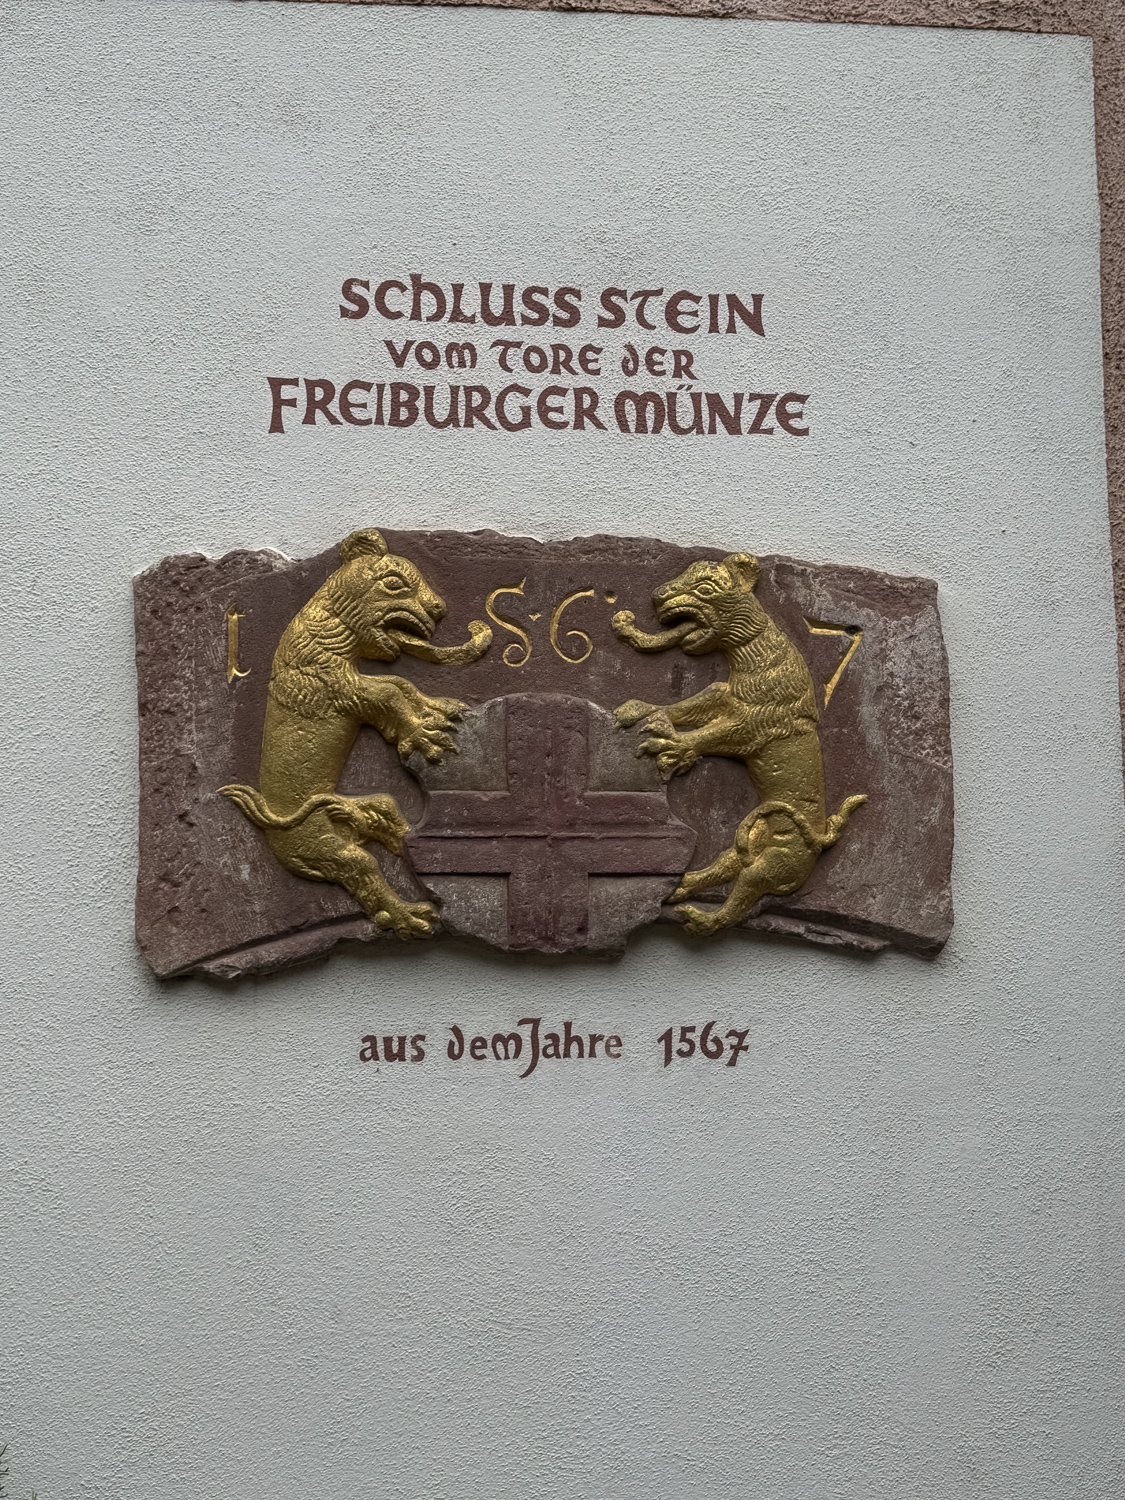 SCHLUSS STEIN
VOM TORE DER
FREIBURGER MÜNZE
1 5·6· 7
aus dem Jahre 1567